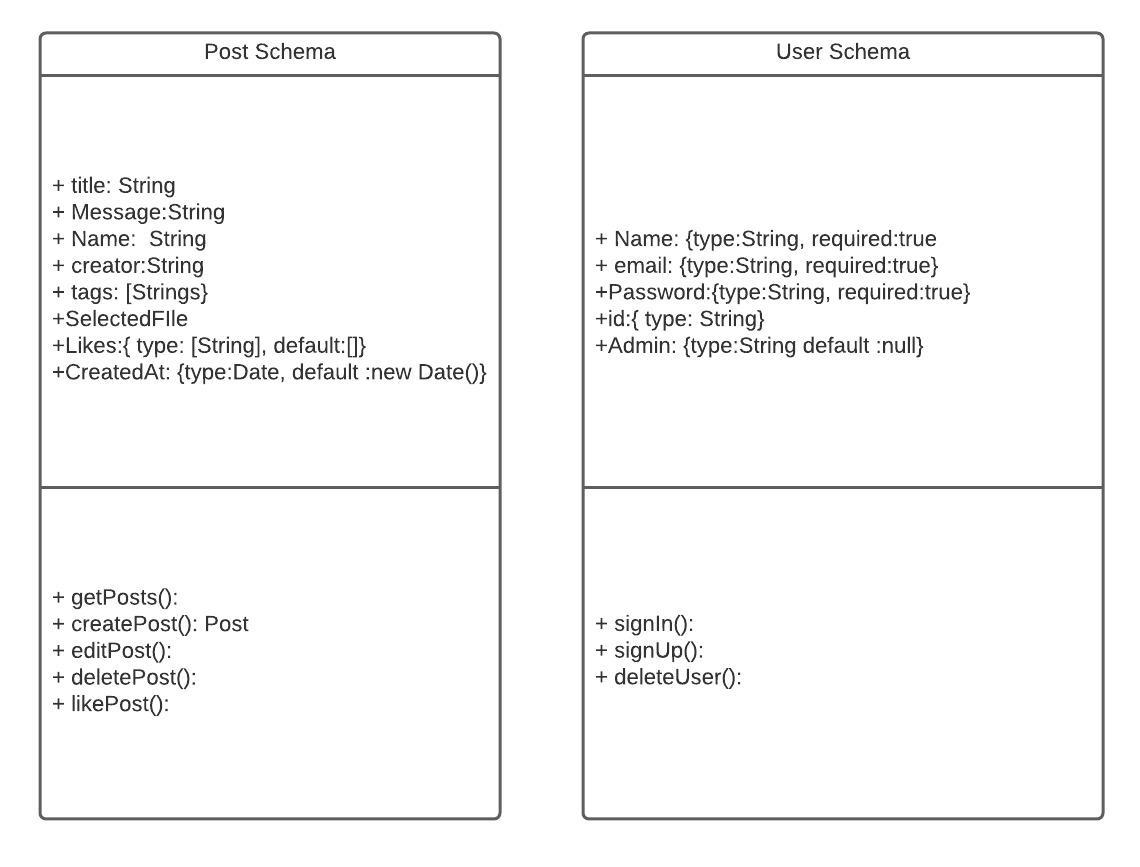 Post Schema
+ title: String
+ Message:String
+ Name:  String
+ creator:String
+ tags: [Strings}
+SelectedFIle
+Likes:{ type: [String], default:[]}
+CreatedAt: {type:Date, default :new Date()}
+ getPosts():
+ createPost(): Post
+ editPost():
+ deletePost():
+ likePost():
User Schema
+ Name: {type:String, required:true
+ email: {type:String, required:true}
+Password:{type:String, required:true}
+id:{ type: String}
+Admin: {type:String default :null}
+ signIn():
+ signUp():
+ deleteUser():